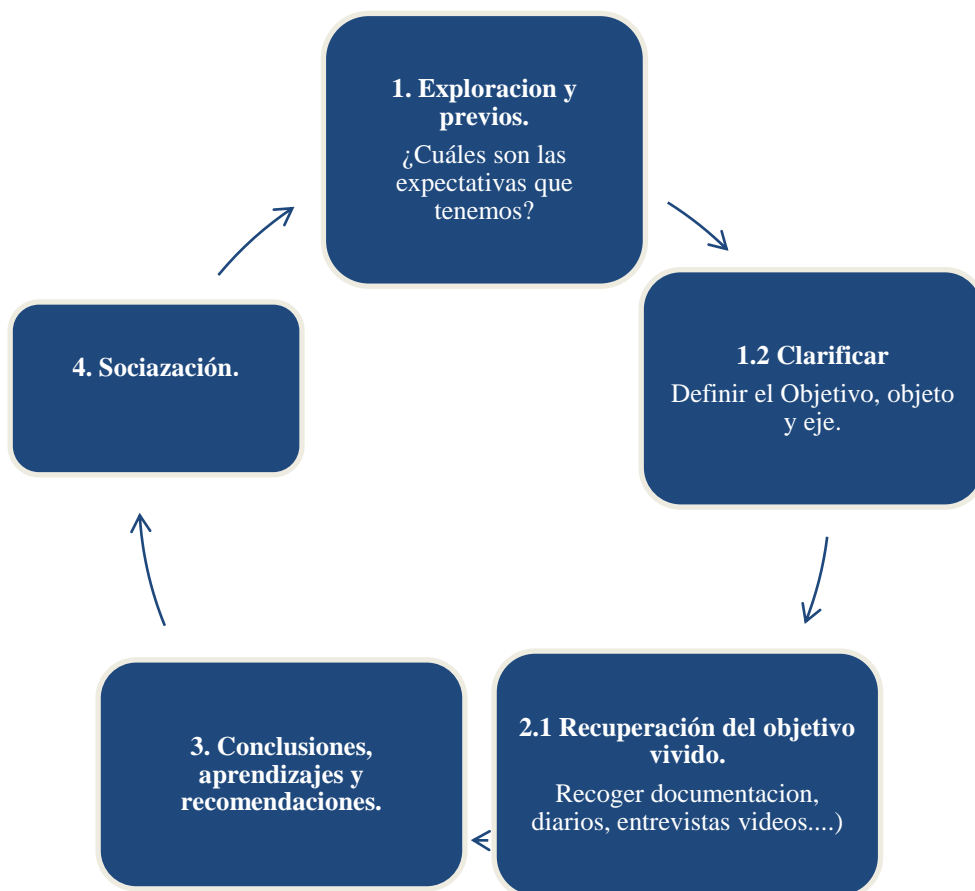 1. Exploracion y
previos.
¿Cuáles son las
expectativas que
tenemos?
1.2 Clarificar
Definir el Objetivo, objeto
y eje.
2.1 Recuperación del objetivo
vivido.
Recoger documentacion,
diarios, entrevistas videos....)
3. Conclusiones,
aprendizajes y
recomendaciones.
4. Sociazación.